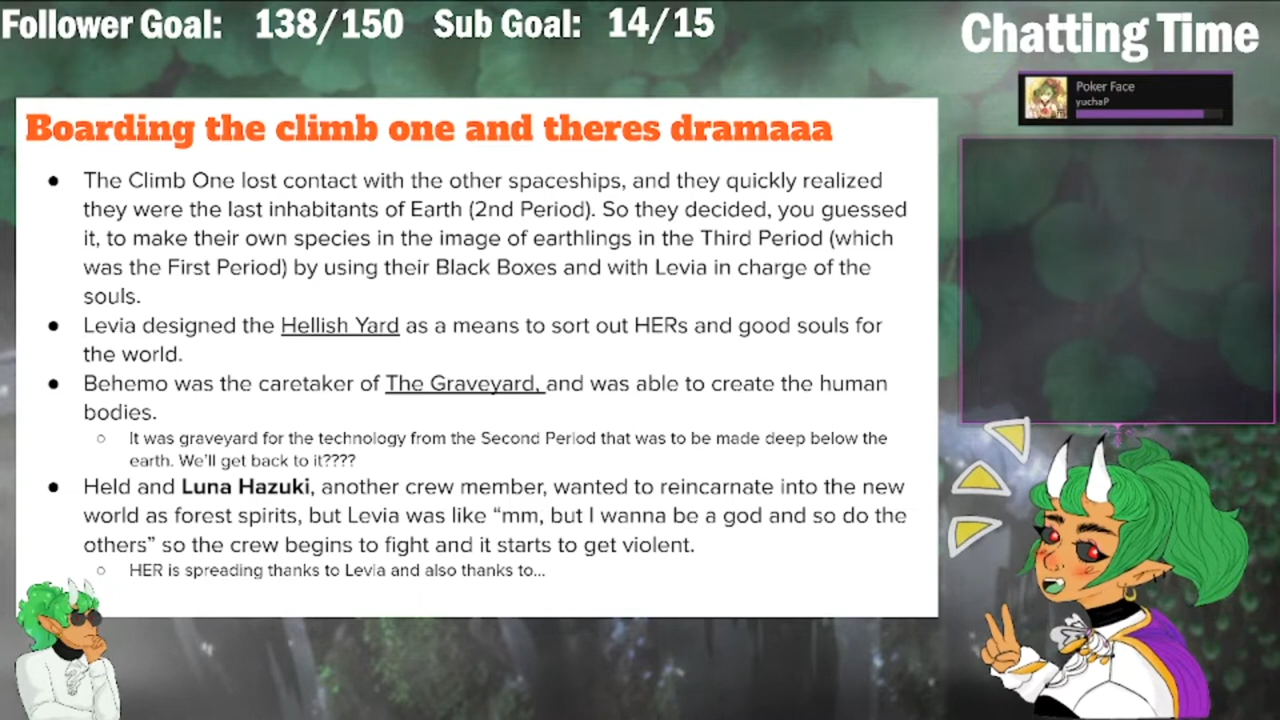 Follower Goal: 138/150 Sub Goal: 14/15
Chatting Time
Poker Face
yuchaP
Boarding the climb one and theres dramaaa
● The Climb One lost contact with the other spaceships, and they quickly realized
they were the last inhabitants of Earth (2nd Period). So they decided, you guessed
it, to make their own species in the image of earthlings in the Third Period (which
was the First Period) by using their Black Boxes and with Levia in charge of the
souls.
● Levia designed the Hellish Yard as a means to sort out HERs and good souls for
the world.
● Behemo was the caretaker of The Graveyard, and was able to create the human
bodies.
○ It was graveyard for the technology from the Second Period that was to be made deep below the
earth. We'll get back to it????
● Held and Luna Hazuki, another crew member, wanted to reincarnate into the new
world as forest spirits, but Levia was like “mm, but I wanna be a god and so do the
others” so the crew begins to fight and it starts to get violent.
○ HER is spreading thanks to Levia and also thanks to...